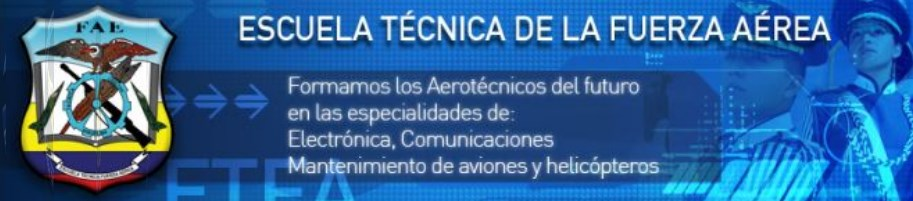 FAE
ESCUELA TÉCNICA DE LA FUERZA AÉREA
Formamos los Aerotécnicos del futuro
en las especialidades de:
Electrónica, Comunicaciones
Mantenimiento de aviones y helicópteros
ETFA